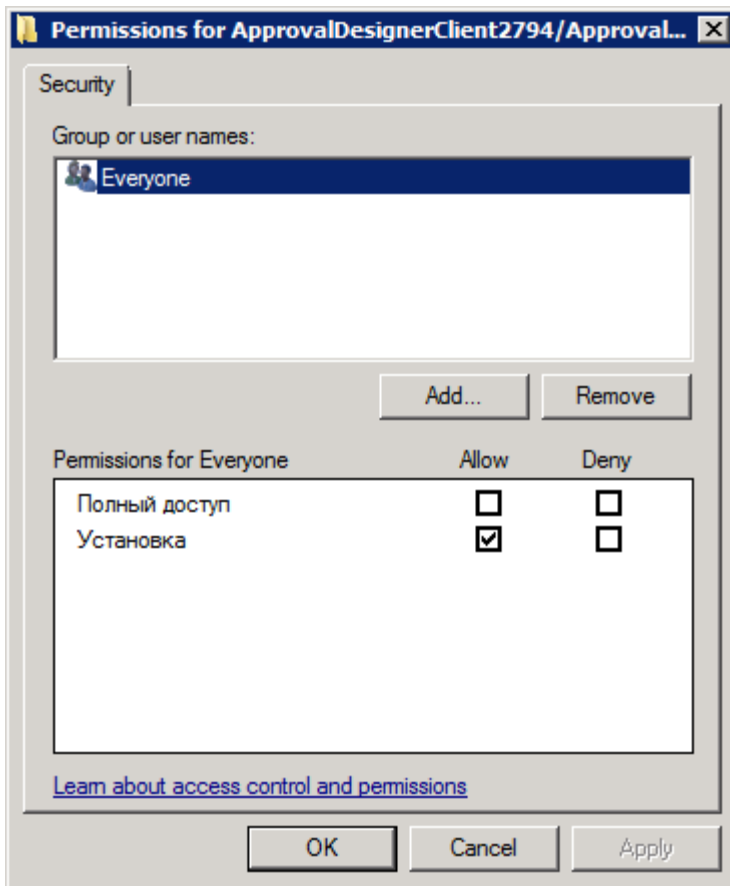 Permissions for ApprovalDesignerClient2794/Approval...
Security
Group or user names:
Everyone
Add...
Remove
Permissions for Everyone
Allow
Deny
Полный доступ
Установка
Learn about access control and permissions
OK
Cancel
Apply